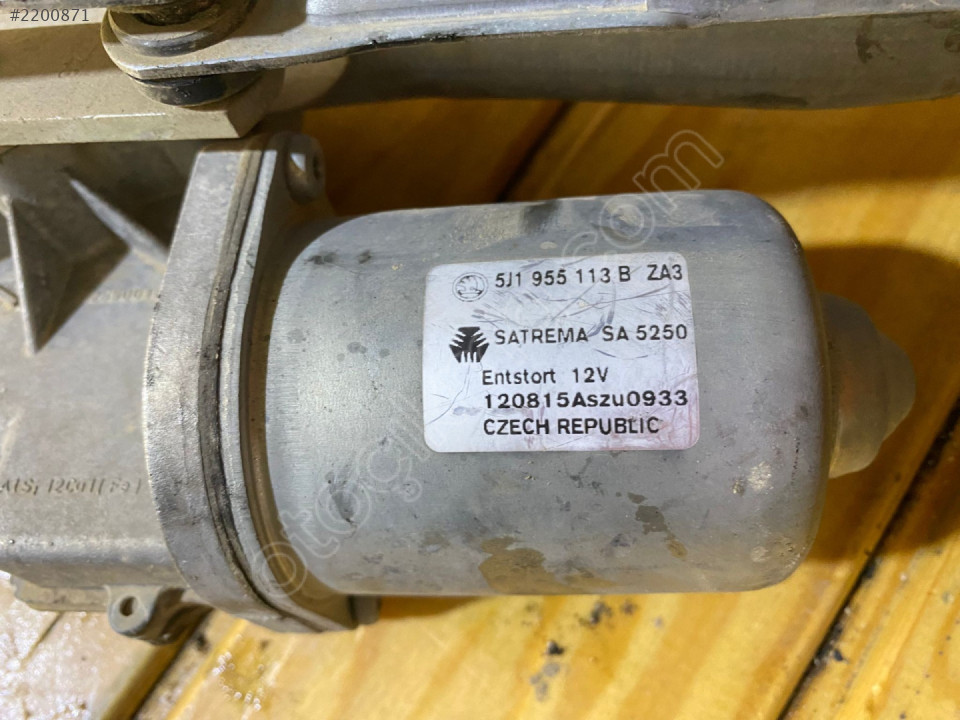 #2200871
5J1 955 113 B ZA3
SATREMA SA 5250
Entstort 12V
120815Aszu0933
CZECH REPUBLIC